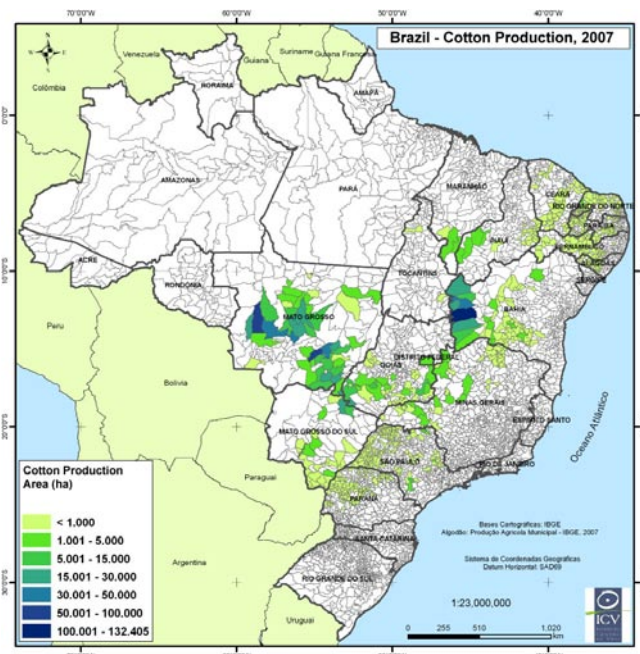 70°0'0"O 60°0'0"O 50°0'0"O 40°0'0"O
Brazil - Cotton Production, 2007
Venezuela
Suriname
Guiana Frances
Guiana
Colômbia
RORAIMA
AMAPÁ
0°0'0"
AMAZONAS
PARÁ
MARANHÃO
CEARÁ
RIO GRANDE DO NORTE
PARAÍBA
PIAUÍ
PERNAMBUCO
ALAGOAS
SERGIPE
ACRE
RONDONIA
TOCANTINS
10°0'0"S
BAHIA
MATO GROSSO
Peru
Bolivia
DISTRITO FEDERAL
GOIÁS
MINAS GERAIS
ESPIRITO SANTO
20°0'0"S
MATO GROSSO DO SUL
SÃO PAULO
RIO DE JANEIRO
Oceano Atlântico
Paraguai
PARANÁ
SANTA CATARINA
Argentina
RIO GRANDE DO SUL
30°0'0"S
Uruguai
Cotton Production
Area (ha)
< 1.000
1.001 - 5.000
5.001 - 15.000
15.001 - 30.000
30.001 - 50.000
50.001 - 100.000
100.001 - 132.405
Bases Cartográficas: IBGE
Algodão: Produção Agrícola Municipal - IBGE, 2007
Sistema de Coordenadas Geográficas
Datum Horizontal: SAD69
1:23,000,000
0 255 510 1.020
km
ICV